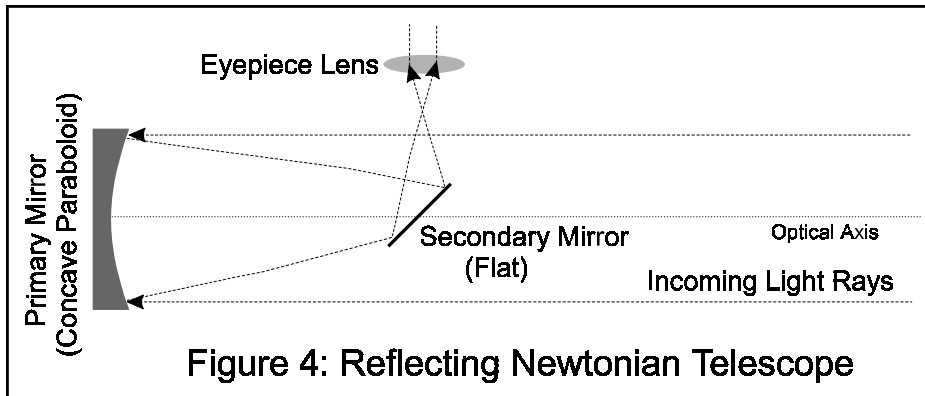 Eyepiece Lens
Primary Mirror
(Concave Paraboloid)
Secondary Mirror
(Flat)
Optical Axis
Incoming Light Rays
Figure 4: Reflecting Newtonian Telescope